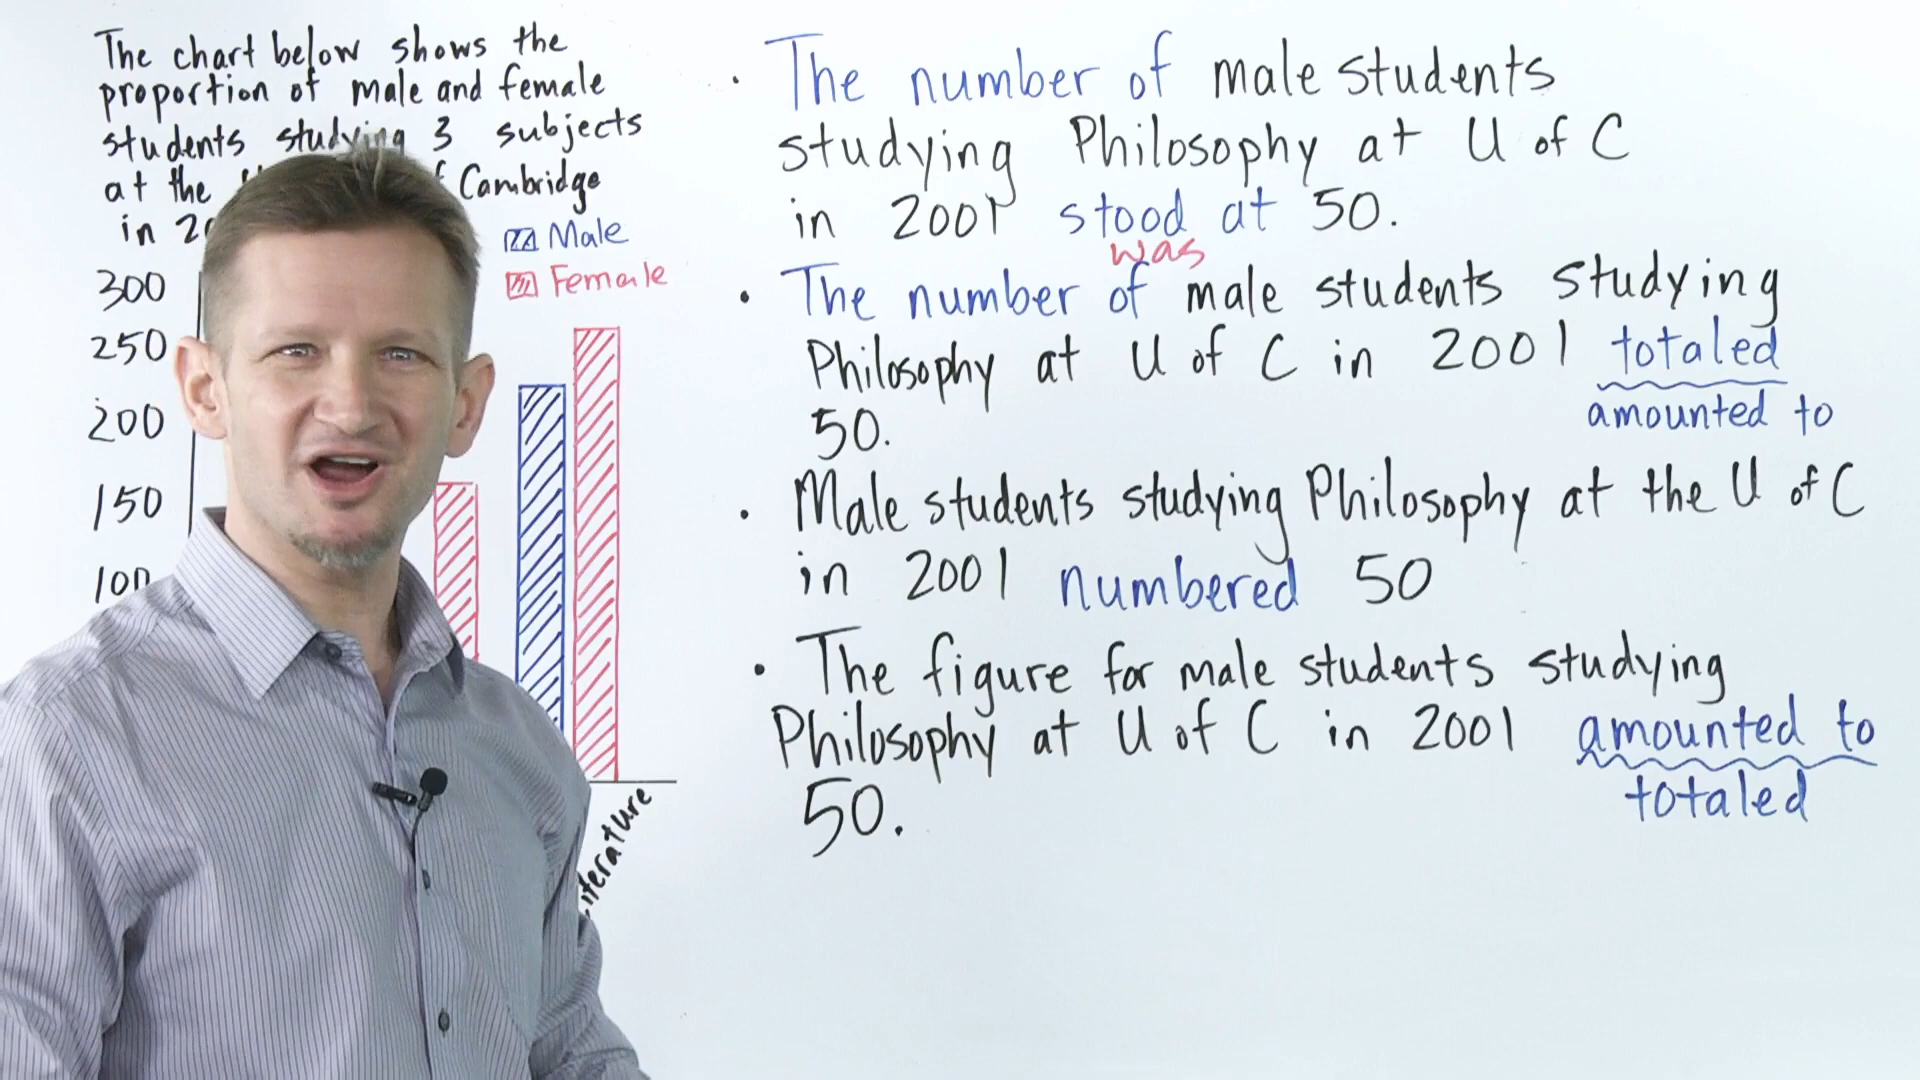 The chart below shows the
proportion of male and female
students studying 3 subjects
at the Cambridge
in
Male
Female
300
250
200
150
100
iterature
• The number of male students
studying Philosophy at U of C
in 2001 stood at 50.
was
• The number of male students studying
Philosophy at U of C in 2001 totaled
amounted to
50.
• Male students studying Philosophy at the U of C
in 2001 numbered 50
• The figure for male students studying
Philosophy at U of C in 2001 amounted to
totaled
50.